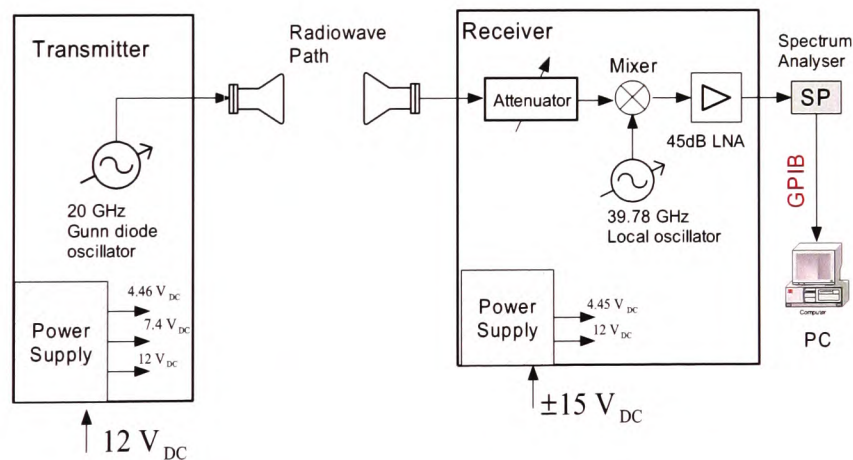 Transmitter
20 GHz
Gunn diode
oscillator
Power
Supply
4.46 V DC
7.4 V DC
12 V DC
12 V DC
Radiowave
Path
Receiver
Attenuator
Mixer
45dB LNA
39.78 GHz
Local oscillator
Power
Supply
4.45 V DC
12 V DC
±15 V DC
Spectrum
Analyser
SP
GPIB
Computer
PC